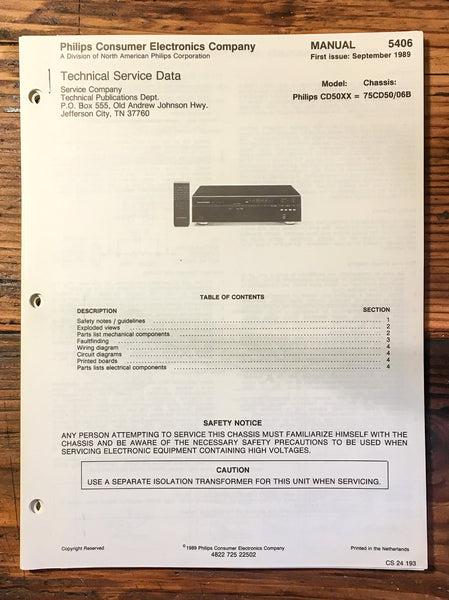 Philips Consumer Electronics Company
A Division of North American Philips Corporation
MANUAL 5406
First issue: September 1989
Technical Service Data
Service Company
Technical Publications Dept.
P.O. Box 555, Old Andrew Johnson Hwy.
Jefferson City, TN 37760
Model: Chassis:
Philips CD50XX = 75CD50/06B
TABLE OF CONTENTS
DESCRIPTION SECTION
Safety notes / guidelines 1
Exploded views 2
Parts list mechanical components 2
Faultfinding 3
Wiring diagram 4
Circuit diagrams 4
Printed boards 4
Parts lists electrical components 4
SAFETY NOTICE
ANY PERSON ATTEMPTING TO SERVICE THIS CHASSIS MUST FAMILIARIZE HIMSELF WITH THE
CHASSIS AND BE AWARE OF THE NECESSARY SAFETY PRECAUTIONS TO BE USED WHEN
SERVICING ELECTRONIC EQUIPMENT CONTAINING HIGH VOLTAGES.
CAUTION
USE A SEPARATE ISOLATION TRANSFORMER FOR THIS UNIT WHEN SERVICING.
Copyright Reserved
©1989 Philips Consumer Electronics Company
4822 725 22502
Printed in the Netherlands
CS 24 193